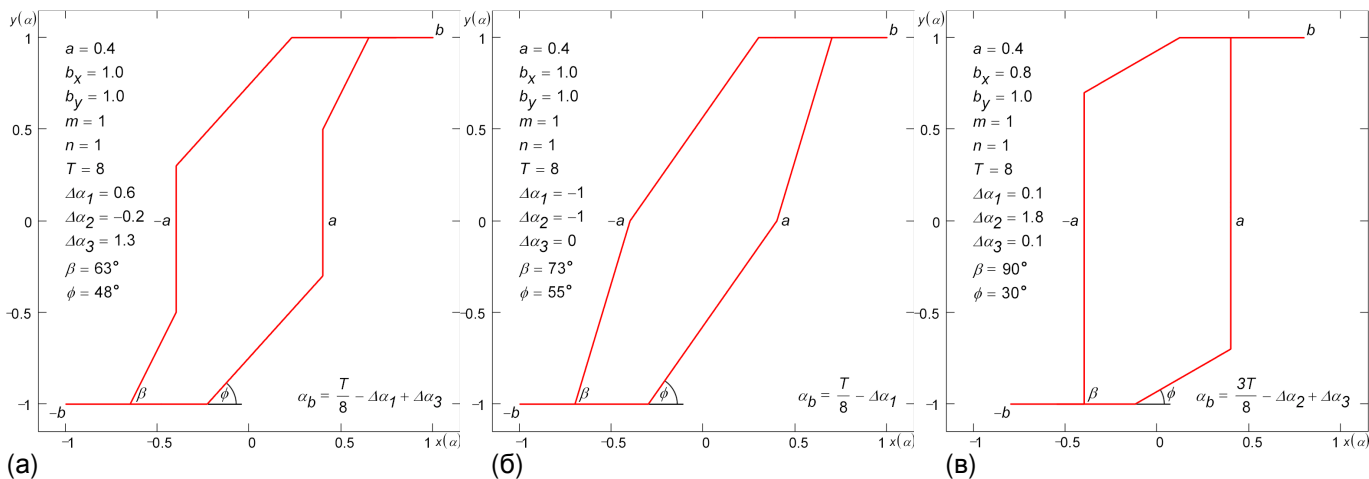 y(α)
1
0.5
0
−0.5
−1
a = 0.4
b_x = 1.0
b_y = 1.0
m = 1
n = 1
T = 8
Δα_1 = 0.6
Δα_2 = −0.2
Δα_3 = 1.3
β = 63°
ϕ = 48°
b
−a
a
−b
β
ϕ
α_b = T/8 − Δα_1 + Δα_3
−1 −0.5 0 0.5 1 x(α)
(а)
y(α)
1
0.5
0
−0.5
−1
a = 0.4
b_x = 1.0
b_y = 1.0
m = 1
n = 1
T = 8
Δα_1 = −1
Δα_2 = −1
Δα_3 = 0
β = 73°
ϕ = 55°
b
−a
a
−b
β
ϕ
α_b = T/8 − Δα_1
−1 −0.5 0 0.5 1 x(α)
(б)
y(α)
1
0.5
0
−0.5
−1
a = 0.4
b_x = 0.8
b_y = 1.0
m = 1
n = 1
T = 8
Δα_1 = 0.1
Δα_2 = 1.8
Δα_3 = 0.1
β = 90°
ϕ = 30°
b
−a
a
−b
β
ϕ
α_b = 3T/8 − Δα_2 + Δα_3
−1 −0.5 0 0.5 1 x(α)
(в)